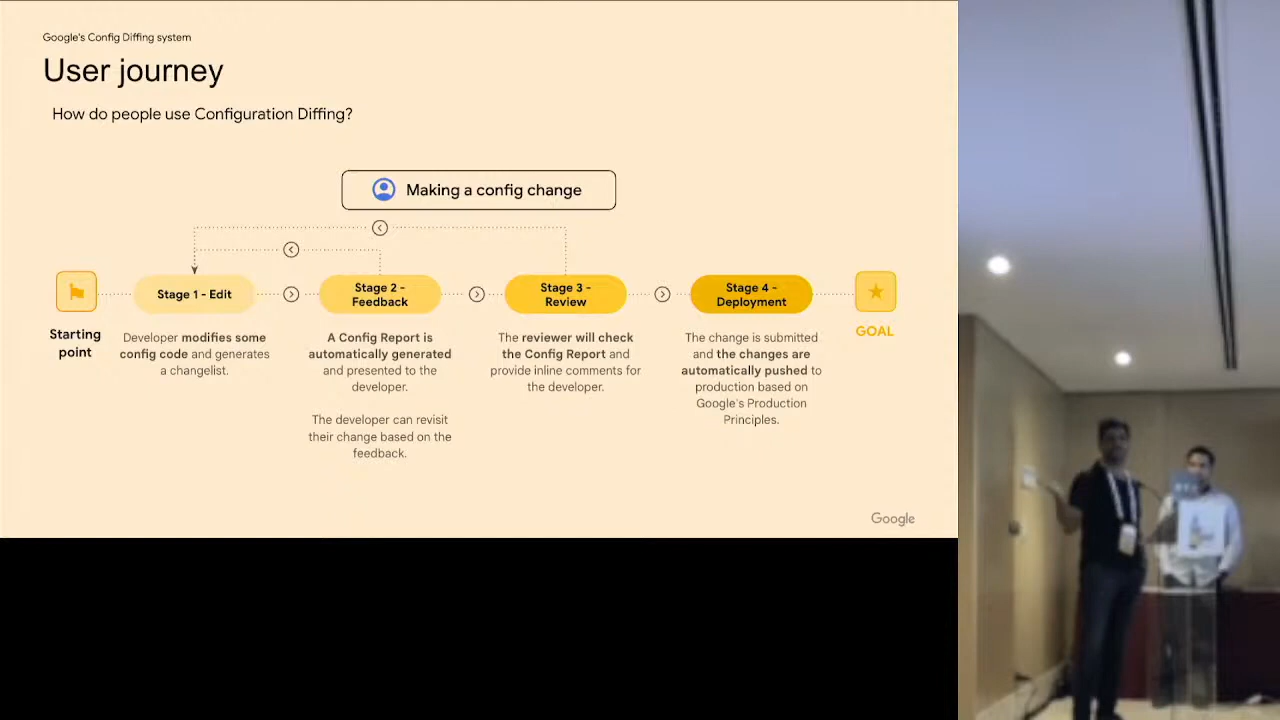 Google's Config Diffing system
User journey
How do people use Configuration Diffing?
Making a config change
Stage 1 - Edit
Stage 2 -
Feedback
Stage 3 -
Review
Stage 4 -
Deployment
Starting
point
Developer modifies some
config code and generates
a changelist.
A Config Report is
automatically generated
and presented to the
developer.
The developer can revisit
their change based on the
feedback.
The reviewer will check
the Config Report and
provide inline comments for
the developer.
The change is submitted
and the changes are
automatically pushed to
production based on
Google's Production
Principles.
GOAL
Google